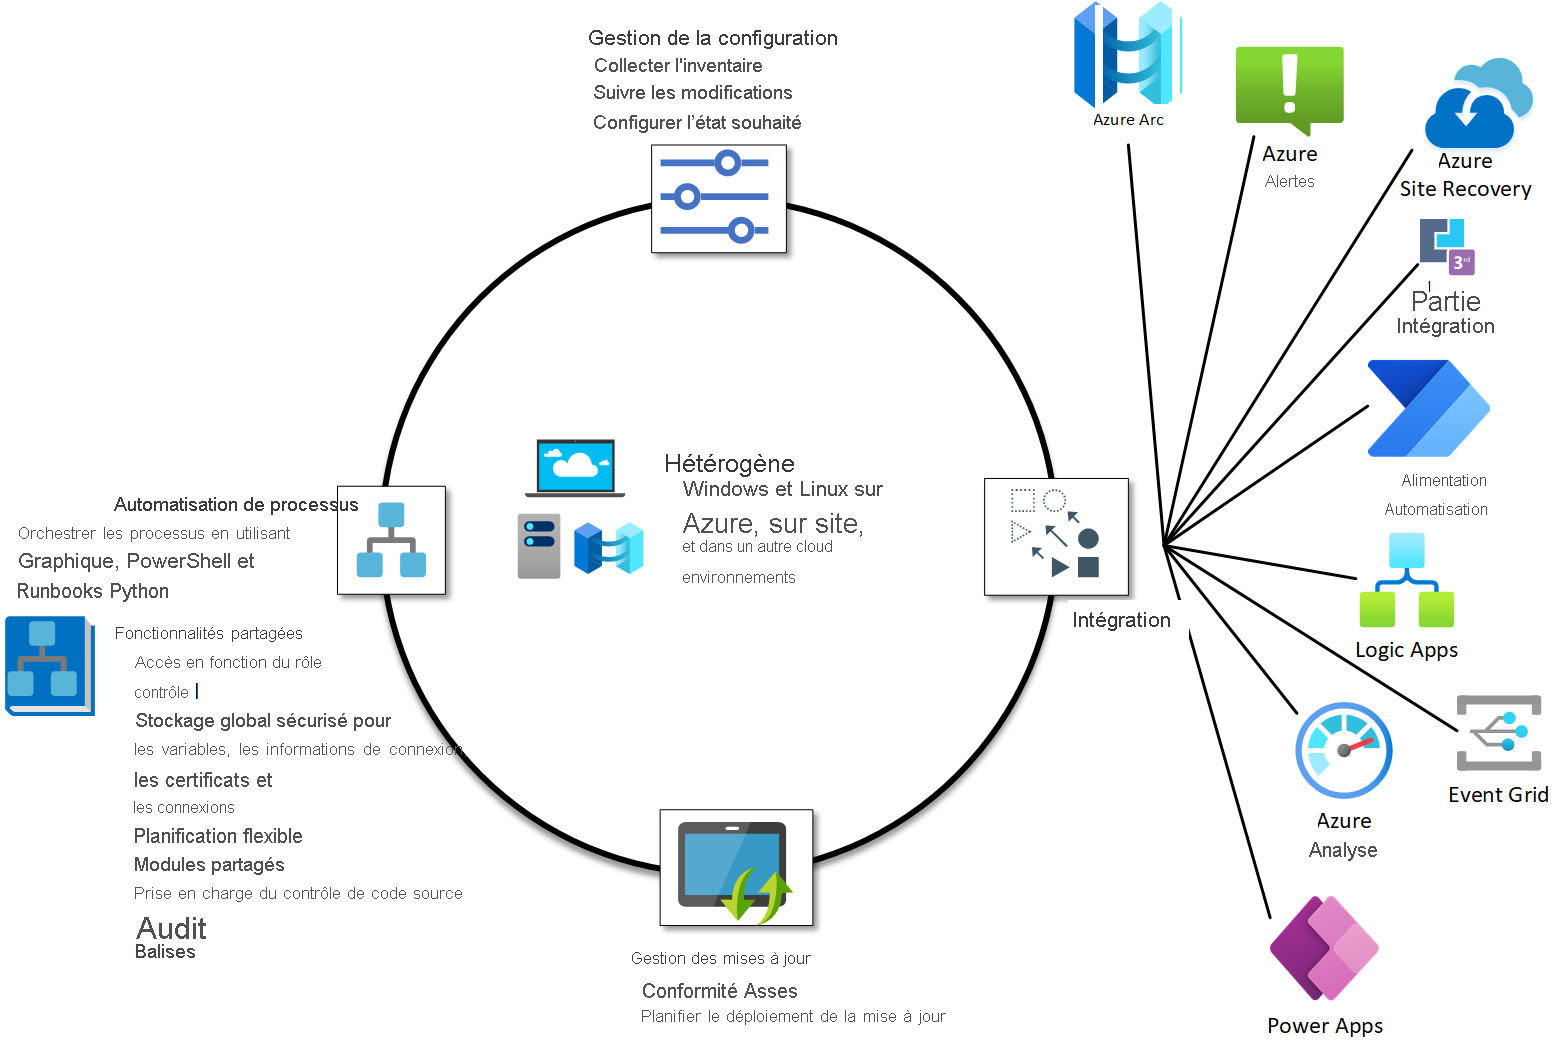 Gestion de la configuration
Collecter l'inventaire
Suivre les modifications
Configurer l’état souhaité
Azure Arc
Azure
Alertes
Azure
Site Recovery
3rd
Partie
Intégration
Alimentation
Automatisation
Logic Apps
Event Grid
Azure
Analyse
Power Apps
Intégration
Hétérogène
Windows et Linux sur
Azure, sur site,
et dans un autre cloud
environnements
Automatisation de processus
Orchestrer les processus en utilisant
Graphique, PowerShell et
Runbooks Python
Fonctionnalités partagées
Accès en fonction du rôle
contrôle
Stockage global sécurisé pour
les variables, les informations de connexion,
les certificats et
les connexions
Planification flexible
Modules partagés
Prise en charge du contrôle de code source
Audit
Balises
Gestion des mises à jour
Conformité Asses
Planifier le déploiement de la mise à jour